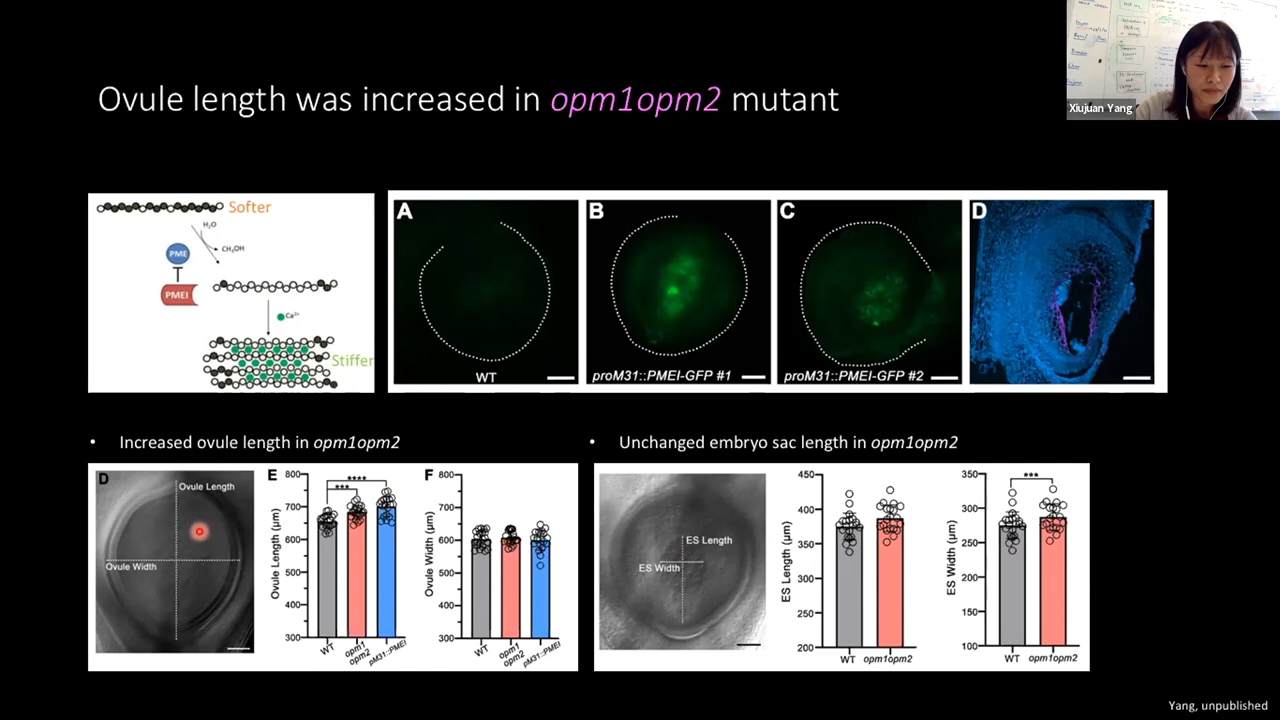 Ovule length was increased in opm1opm2 mutant
Xiujuan Yang
Softer
H₂O
CH₃OH
PME
PMEI
Ca²⁺
Stiffer
A
WT
B
proM31::PMEI-GFP #1
C
proM31::PMEI-GFP #2
D
• Increased ovule length in opm1opm2
• Unchanged embryo sac length in opm1opm2
D
Ovule Length
Ovule Width
E
Ovule Length (μm)
800
700
600
500
400
300
***
****
WT
opm1
opm2
pM31::PMEI
F
Ovule Width (μm)
800
700
600
500
400
300
WT
opm1
opm2
pM31::PMEI
ES Length
ES Width
ES Length (μm)
450
400
350
300
250
200
WT
opm1opm2
ES Width (μm)
350
300
250
200
150
100
***
WT
opm1opm2
Yang, unpublished